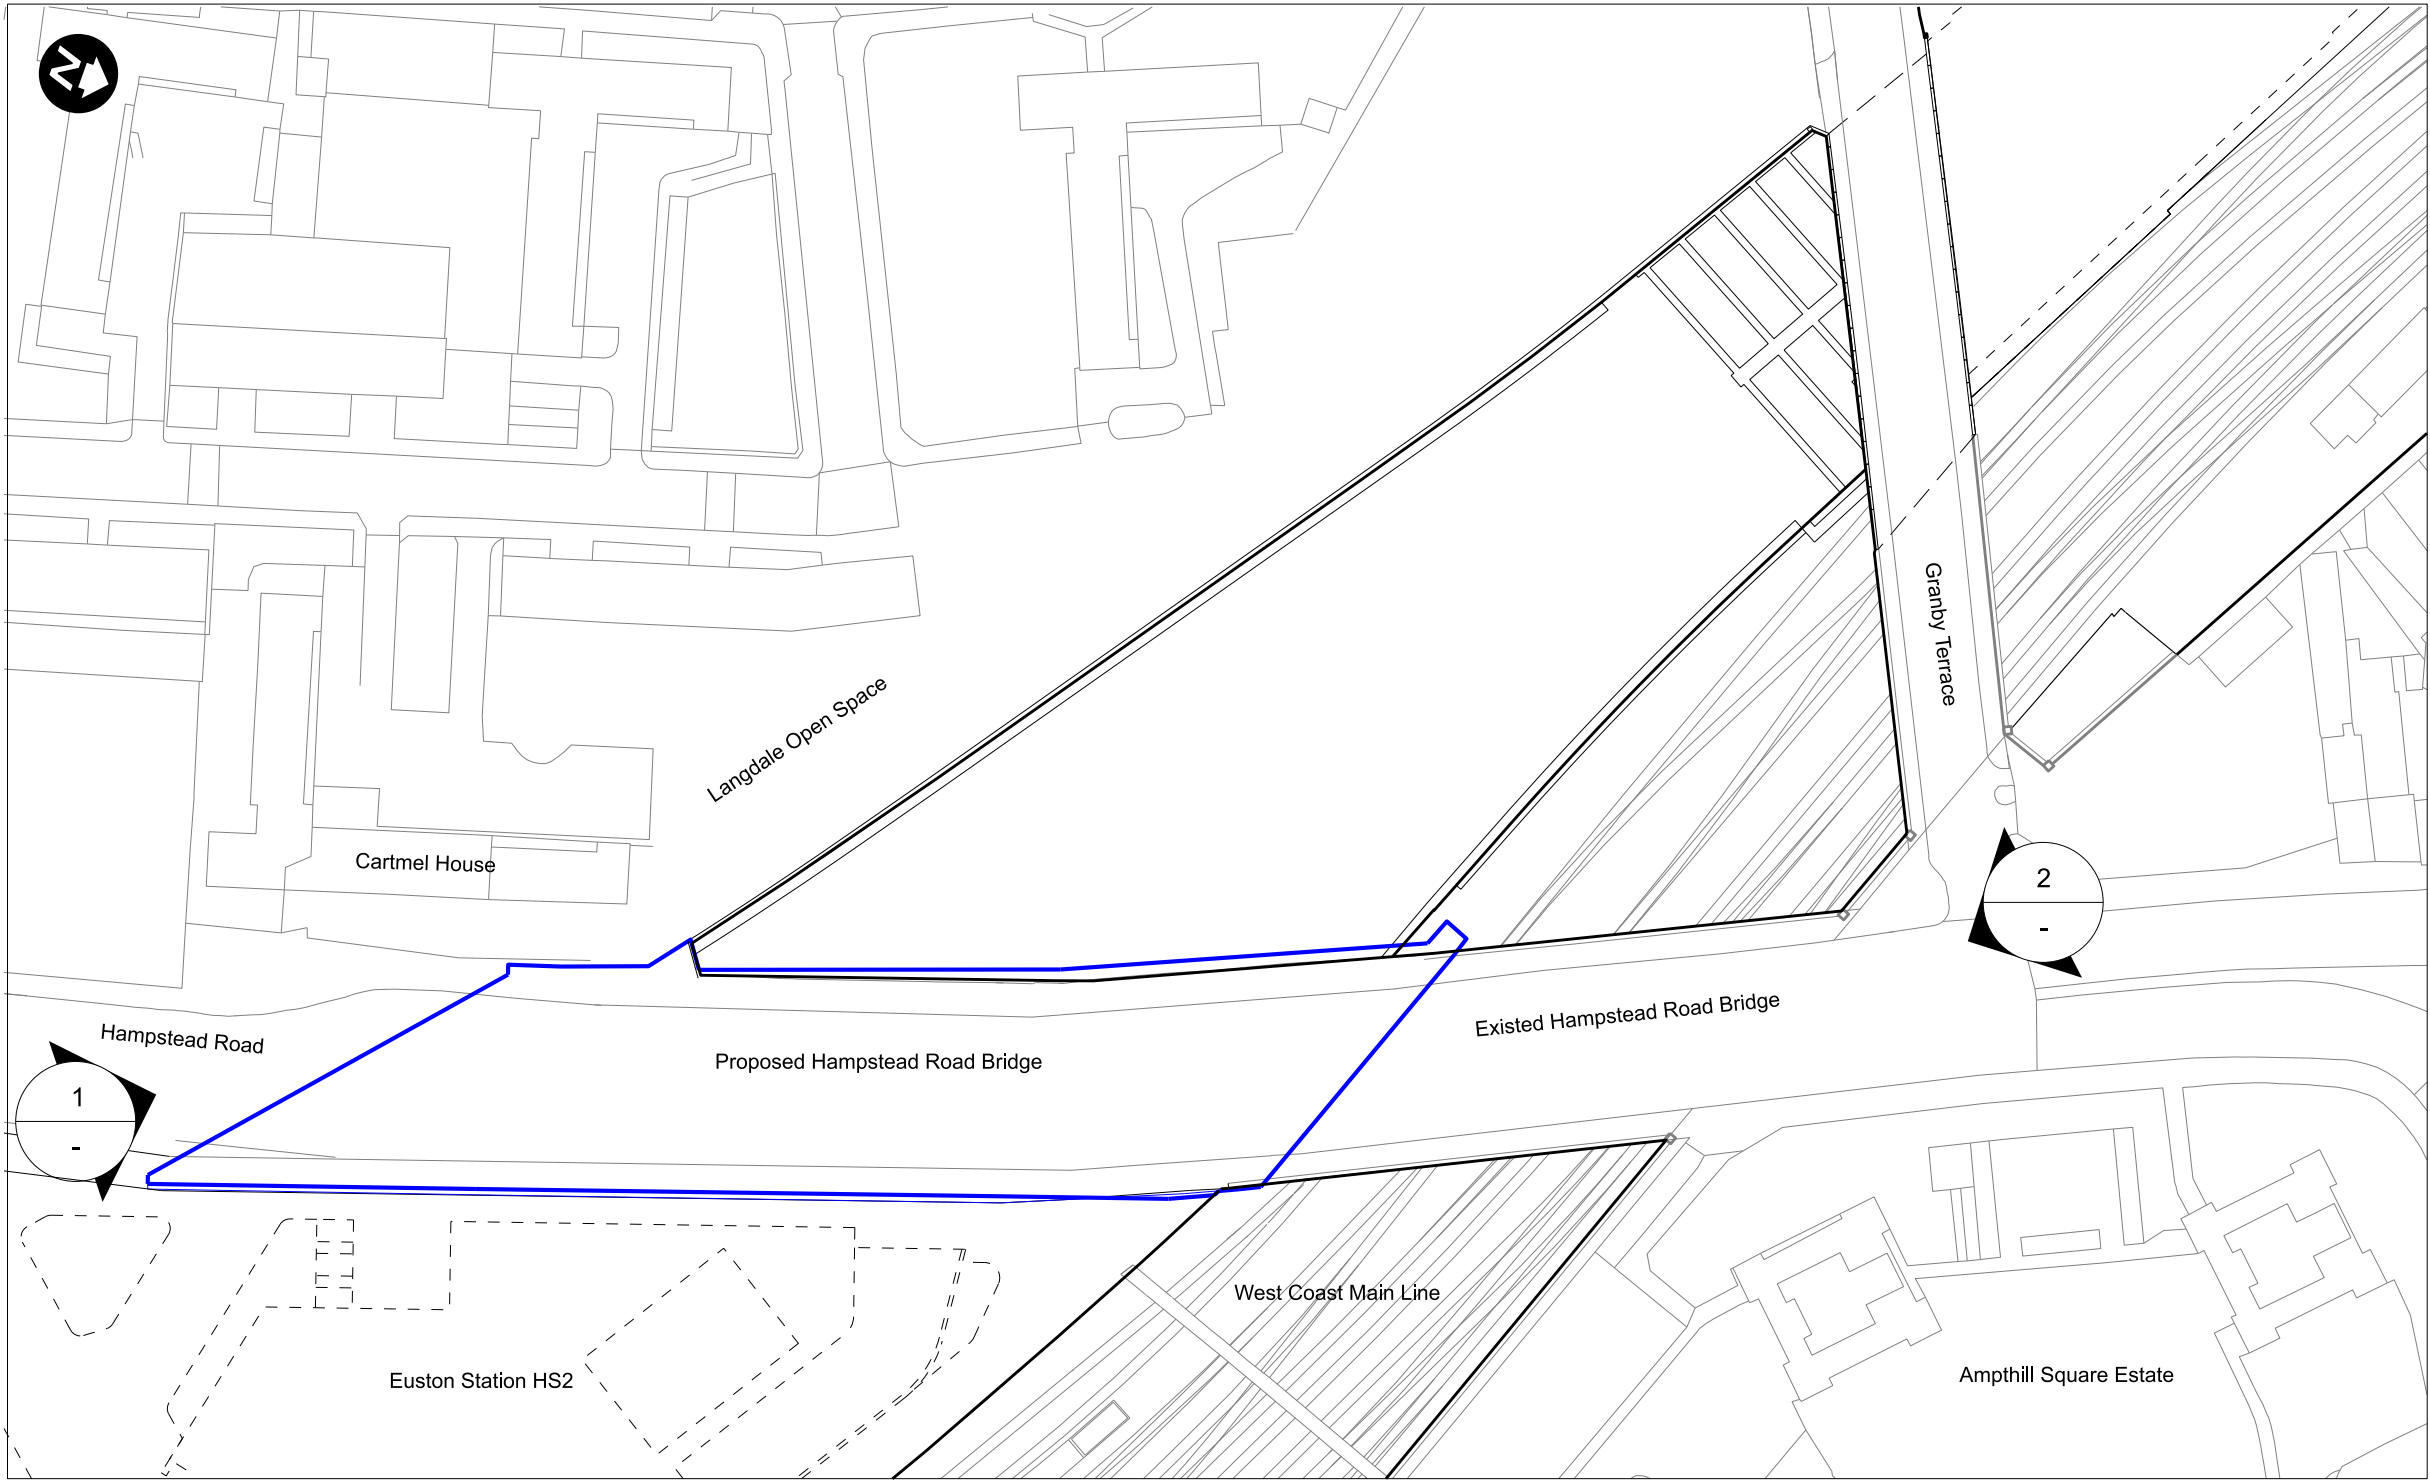 N
Granby Terrace
Langdale Open Space
Cartmel House
2
-
Existed Hampstead Road Bridge
Hampstead Road
Proposed Hampstead Road Bridge
1
-
West Coast Main Line
Euston Station HS2
Ampthill Square Estate